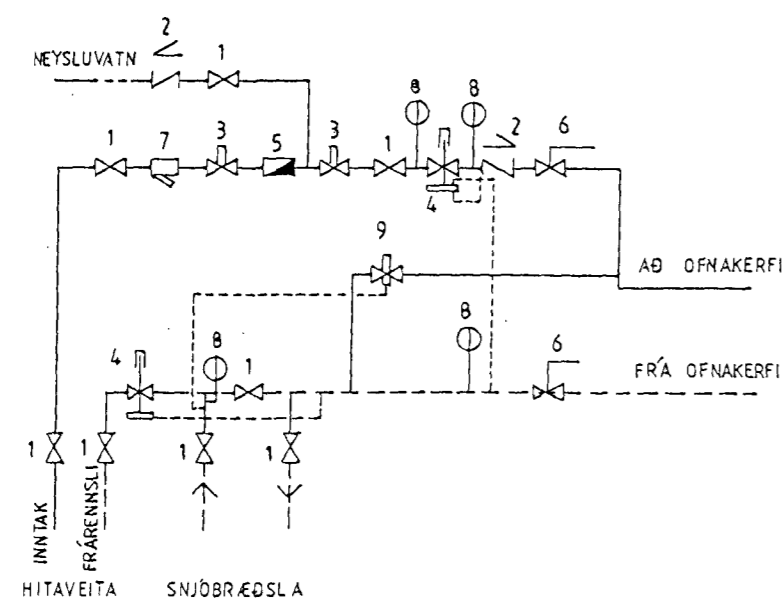 2
NEYSLUVATN 1
8 8
1 7 3 5 3 1 2 6
4
9
AÐ OFNAKERFI
4 8 1 8 6
FRÁ OFNAKERFI
1 1 1 1
INNTAK
FRÁRENNSLI
HITAVEITA SNJÓBRÆÐSLA